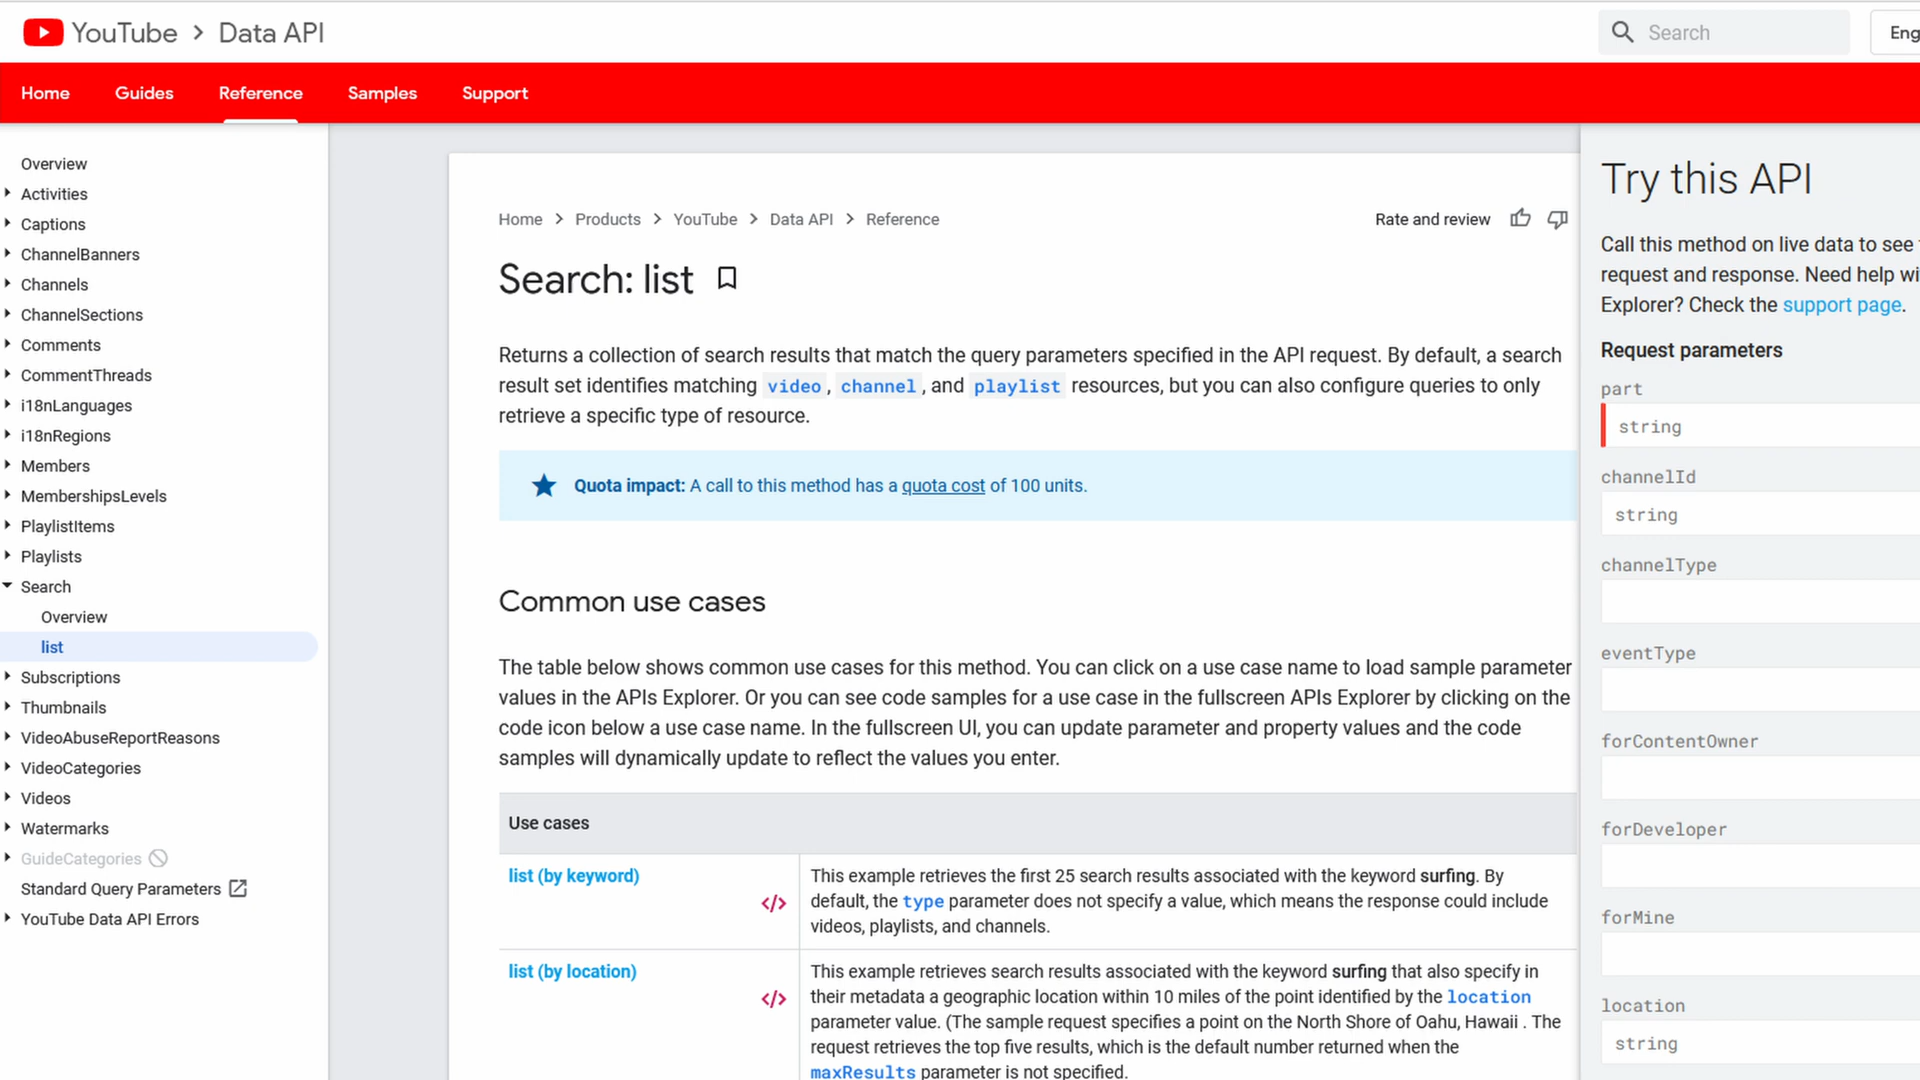 YouTube > Data API
Search
Eng
Home
Guides
Reference
Samples
Support
Overview
Activities
Captions
ChannelBanners
Channels
ChannelSections
Comments
CommentThreads
i18nLanguages
i18nRegions
Members
MembershipsLevels
PlaylistItems
Playlists
Search
Overview
list
Subscriptions
Thumbnails
VideoAbuseReportReasons
VideoCategories
Videos
Watermarks
GuideCategories
Standard Query Parameters
YouTube Data API Errors
Home > Products > YouTube > Data API > Reference
Rate and review
Search: list
Returns a collection of search results that match the query parameters specified in the API request. By default, a search
result set identifies matching video, channel, and playlist resources, but you can also configure queries to only
retrieve a specific type of resource.
Quota impact: A call to this method has a quota cost of 100 units.
Common use cases
The table below shows common use cases for this method. You can click on a use case name to load sample parameter
values in the APIs Explorer. Or you can see code samples for a use case in the fullscreen APIs Explorer by clicking on the
code icon below a use case name. In the fullscreen UI, you can update parameter and property values and the code
samples will dynamically update to reflect the values you enter.
Use cases
list (by keyword)
</>
This example retrieves the first 25 search results associated with the keyword surfing. By
default, the type parameter does not specify a value, which means the response could include
videos, playlists, and channels.
list (by location)
</>
This example retrieves search results associated with the keyword surfing that also specify in
their metadata a geographic location within 10 miles of the point identified by the location
parameter value. (The sample request specifies a point on the North Shore of Oahu, Hawaii . The
request retrieves the top five results, which is the default number returned when the
maxResults parameter is not specified.
Try this API
Call this method on live data to see
request and response. Need help wi
Explorer? Check the support page.
Request parameters
part
string
channelId
string
channelType
eventType
forContentOwner
forDeveloper
forMine
location
string